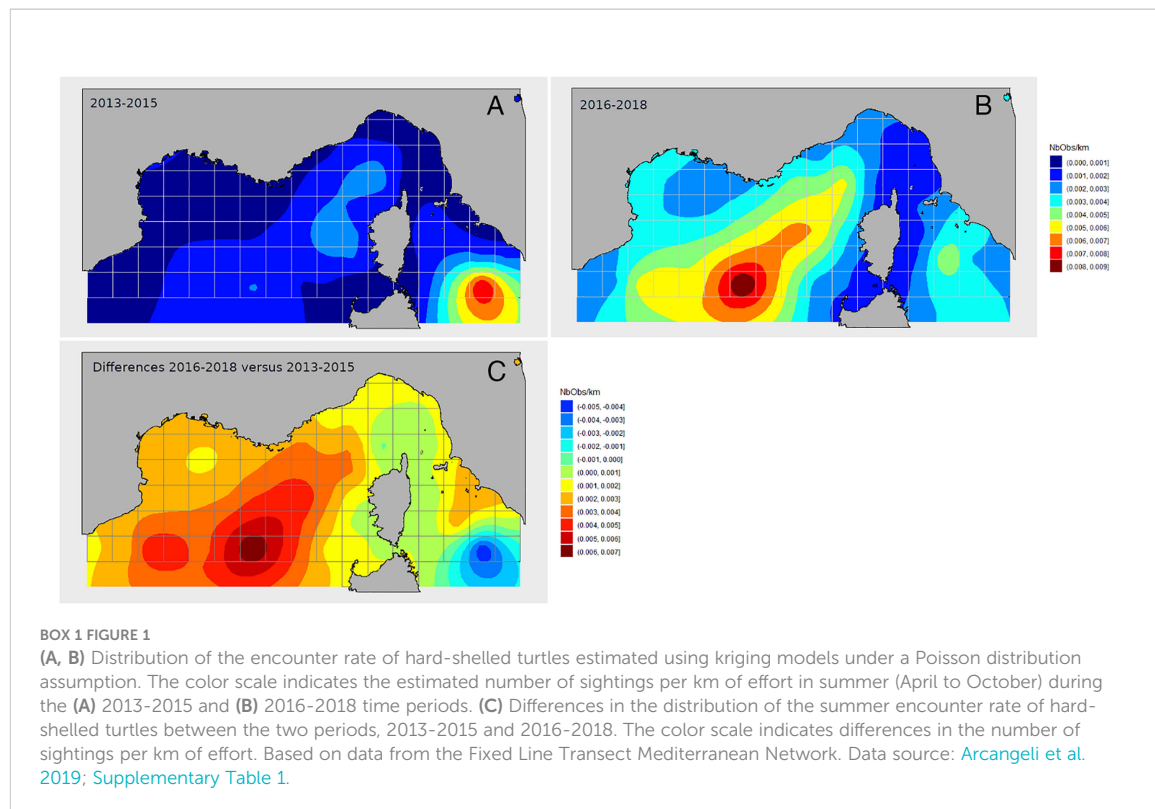 2013-2015
A
2016-2018
B
NbObs/km
(0.000, 0.001]
(0.001, 0.002]
(0.002, 0.003]
(0.003, 0.004]
(0.004, 0.005]
(0.005, 0.006]
(0.006, 0.007]
(0.007, 0.008]
(0.008, 0.009]
Differences 2016-2018 versus 2013-2015
C
NbObs/km
(-0.005, -0.004]
(-0.004, -0.003]
(-0.003, -0.002]
(-0.002, -0.001]
(-0.001, 0.000]
(0.000, 0.001]
(0.001, 0.002]
(0.002, 0.003]
(0.003, 0.004]
(0.004, 0.005]
(0.005, 0.006]
(0.006, 0.007]
BOX 1 FIGURE 1
(A, B) Distribution of the encounter rate of hard-shelled turtles estimated using kriging models under a Poisson distribution
assumption. The color scale indicates the estimated number of sightings per km of effort in summer (April to October) during
the (A) 2013-2015 and (B) 2016-2018 time periods. (C) Differences in the distribution of the summer encounter rate of hard-
shelled turtles between the two periods, 2013-2015 and 2016-2018. The color scale indicates differences in the number of
sightings per km of effort. Based on data from the Fixed Line Transect Mediterranean Network. Data source: Arcangeli et al.
2019; Supplementary Table 1.